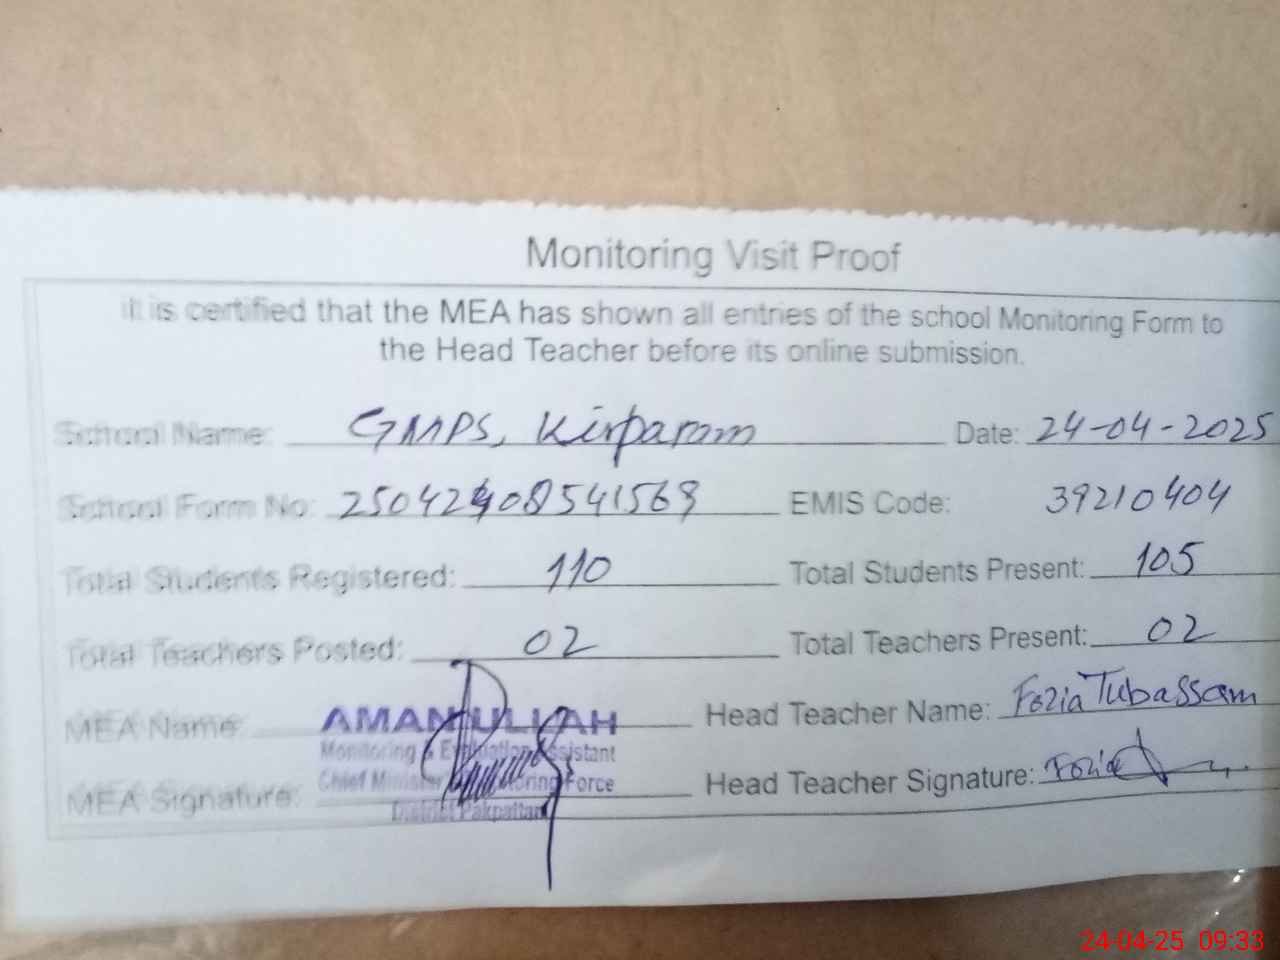 Monitoring Visit Proof
It is certified that the MEA has shown all entries of the school Monitoring Form to
the Head Teacher before its online submission.
School Name: GMPS, Kirparam Date: 24-04-2025
School Form No: 250424085415 EMIS Code: 39210404
Total Students Registered: 110 Total Students Present: 105
Total Teachers Posted: 02 Total Teachers Present: 02
MEA Name: AMANULLAH Head Teacher Name: Fozia Tubassam
Monitoring & Evaluation Assistant
Chief Minister Monitoring Force
MEA Signature: Head Teacher Signature: Fozia
District Pakpattan
24-04-25 09:33